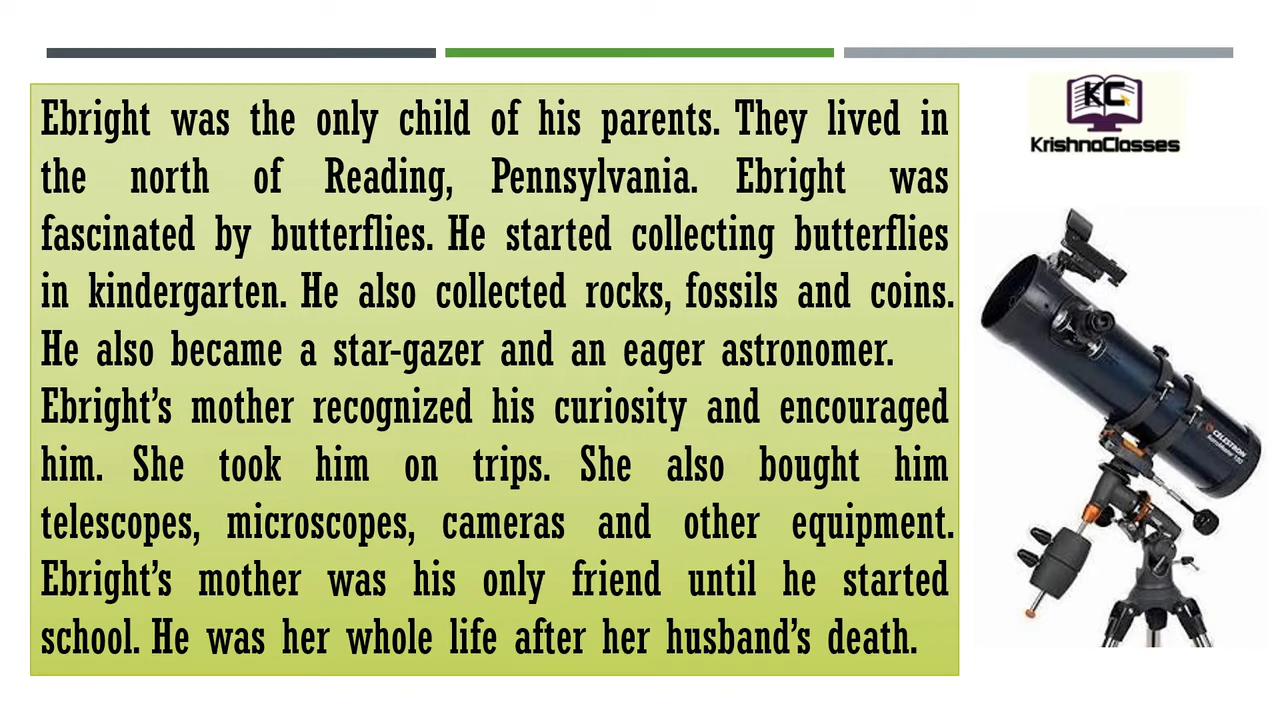 Ebright was the only child of his parents. They lived in
the north of Reading, Pennsylvania. Ebright was
fascinated by butterflies. He started collecting butterflies
in kindergarten. He also collected rocks, fossils and coins.
He also became a star-gazer and an eager astronomer.
Ebright’s mother recognized his curiosity and encouraged
him. She took him on trips. She also bought him
telescopes, microscopes, cameras and other equipment.
Ebright’s mother was his only friend until he started
school. He was her whole life after her husband’s death.
KC
KrishnaClasses
CELESTRON